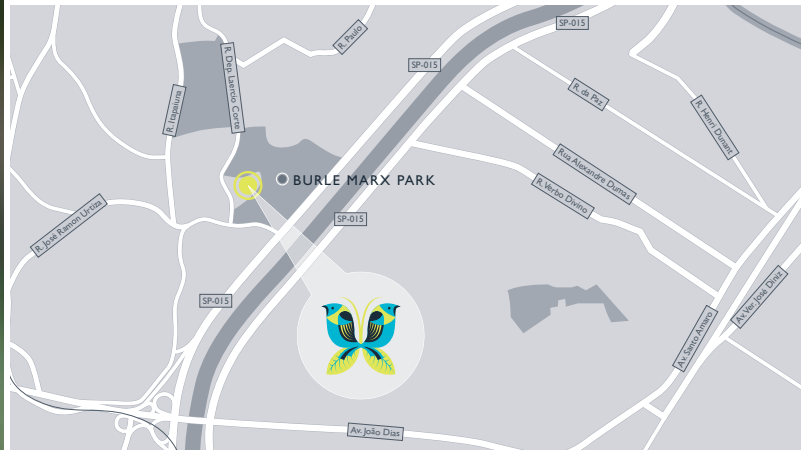 SP-015
R. Paulo
SP-015
R. Dep. Laercio Corte
R. Itapaiuna
R. da Paz
R. Henri Dunant
Rua Alexandre Dumas
BURLE MARX PARK
R. Verbo Divino
R. José Ramon Urtiza
SP-015
SP-015
Av. Ver. José Diniz
Av. Santo Amaro
Av. João Dias